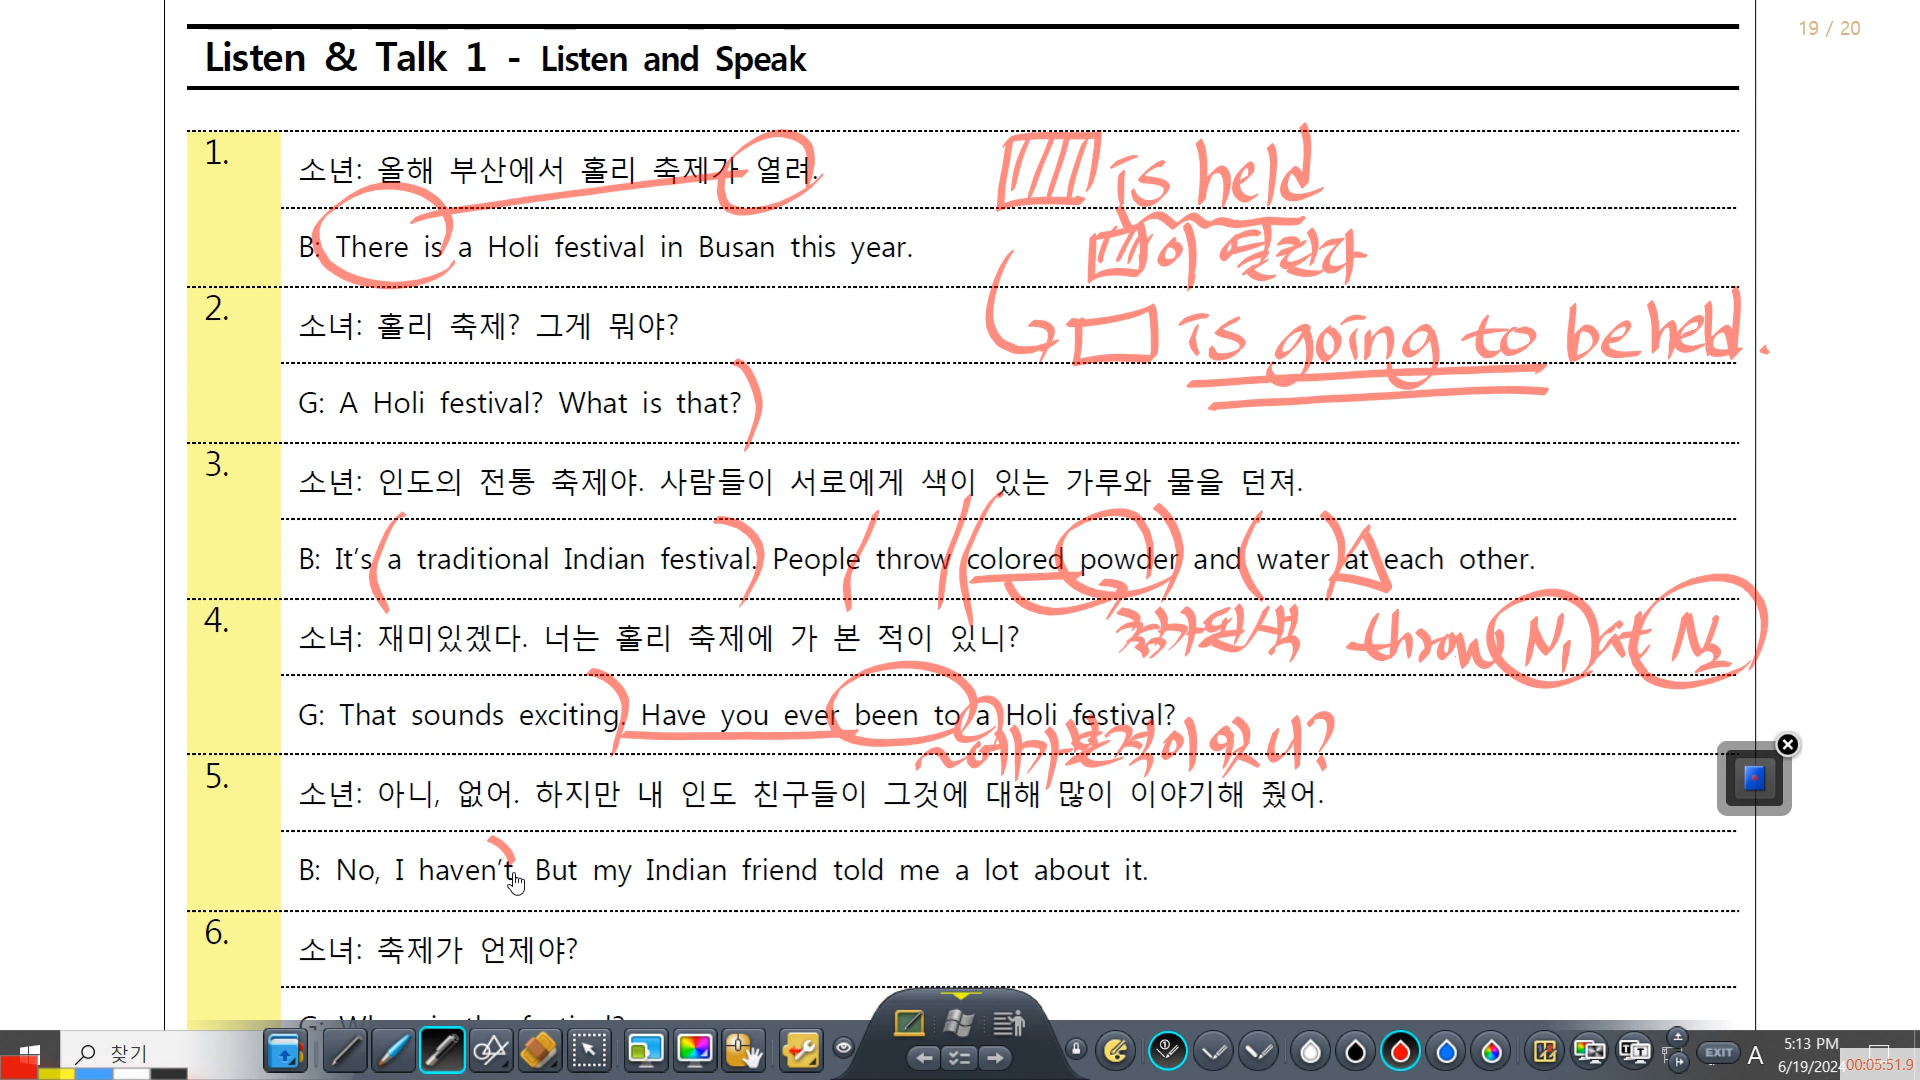 19 / 20
Listen & Talk 1 - Listen and Speak
1.
소년: 올해 부산에서 홀리 축제가 열려.
is held
B: There is a Holi festival in Busan this year.
이 열린다
2.
소녀: 홀리 축제? 그게 뭐야?
is going to be held.
G: A Holi festival? What is that?
3.
소년: 인도의 전통 축제야. 사람들이 서로에게 색이 있는 가루와 물을 던져.
B: It's a traditional Indian festival. People throw colored powder and water at each other.
4.
소녀: 재미있겠다. 너는 홀리 축제에 가 본 적이 있니?
첨가된 색 throw N1 at N2
G: That sounds exciting. Have you ever been to a Holi festival?
~에 가본적이 있니?
5.
소년: 아니, 없어. 하지만 내 인도 친구들이 그것에 대해 많이 이야기해 줬어.
B: No, I haven't. But my Indian friend told me a lot about it.
6.
소녀: 축제가 언제야?
찾기
EXIT
A
5:13 PM
6/19/2024
00:05:51.9